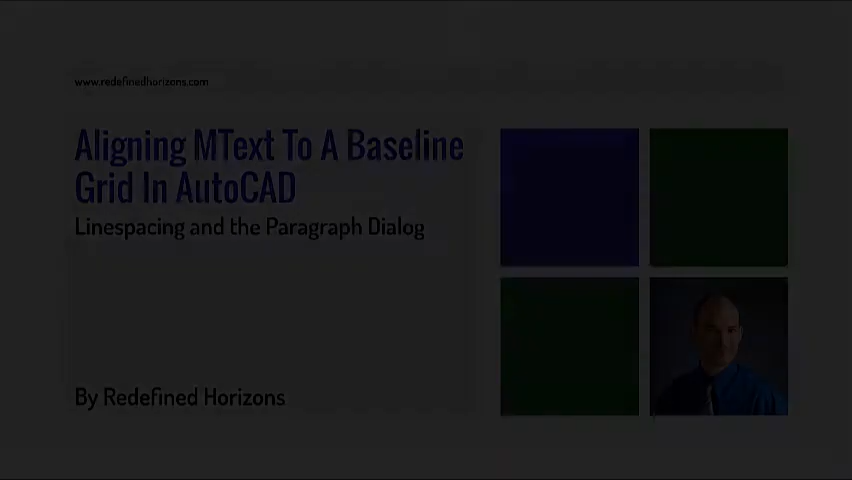 www.redefinedhorizons.com
Aligning MText To A Baseline
Grid In AutoCAD
Linespacing and the Paragraph Dialog
By Redefined Horizons